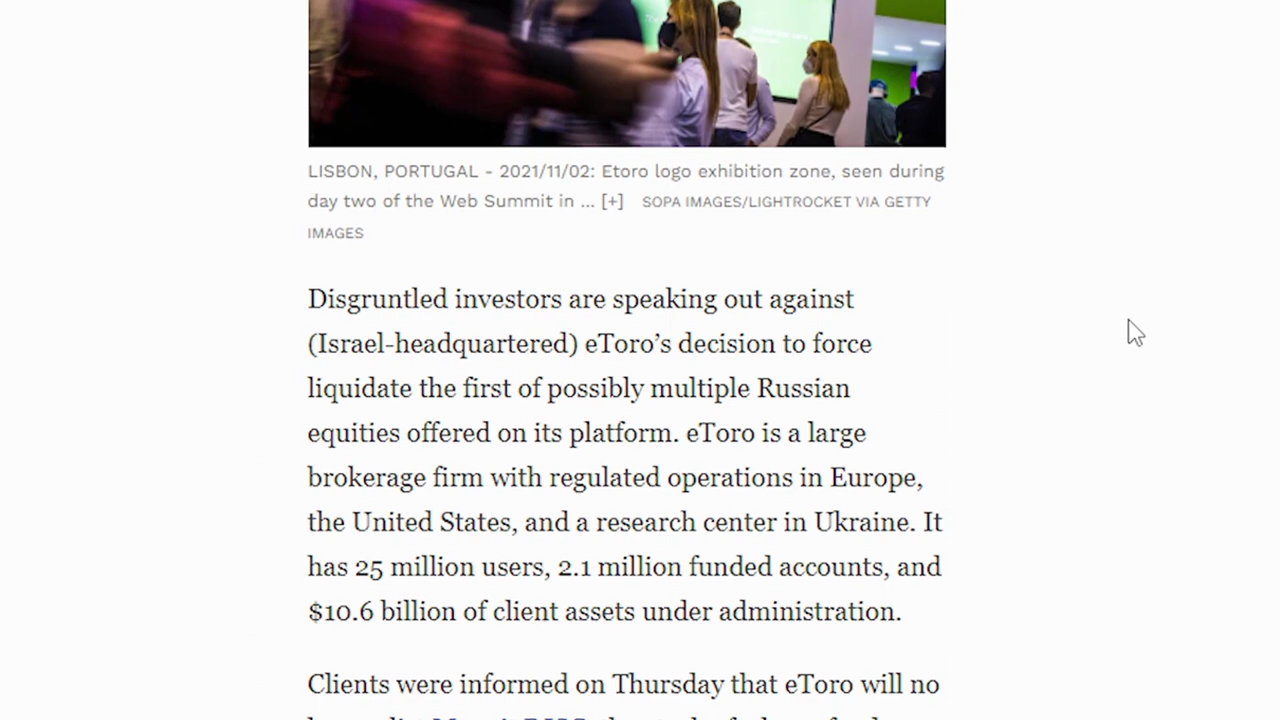 LISBON, PORTUGAL - 2021/11/02: Etoro logo exhibition zone, seen during
day two of the Web Summit in ... [+] SOPA IMAGES/LIGHTROCKET VIA GETTY
IMAGES
Disgruntled investors are speaking out against
(Israel-headquartered) eToro’s decision to force
liquidate the first of possibly multiple Russian
equities offered on its platform. eToro is a large
brokerage firm with regulated operations in Europe,
the United States, and a research center in Ukraine. It
has 25 million users, 2.1 million funded accounts, and
$10.6 billion of client assets under administration.
Clients were informed on Thursday that eToro will no